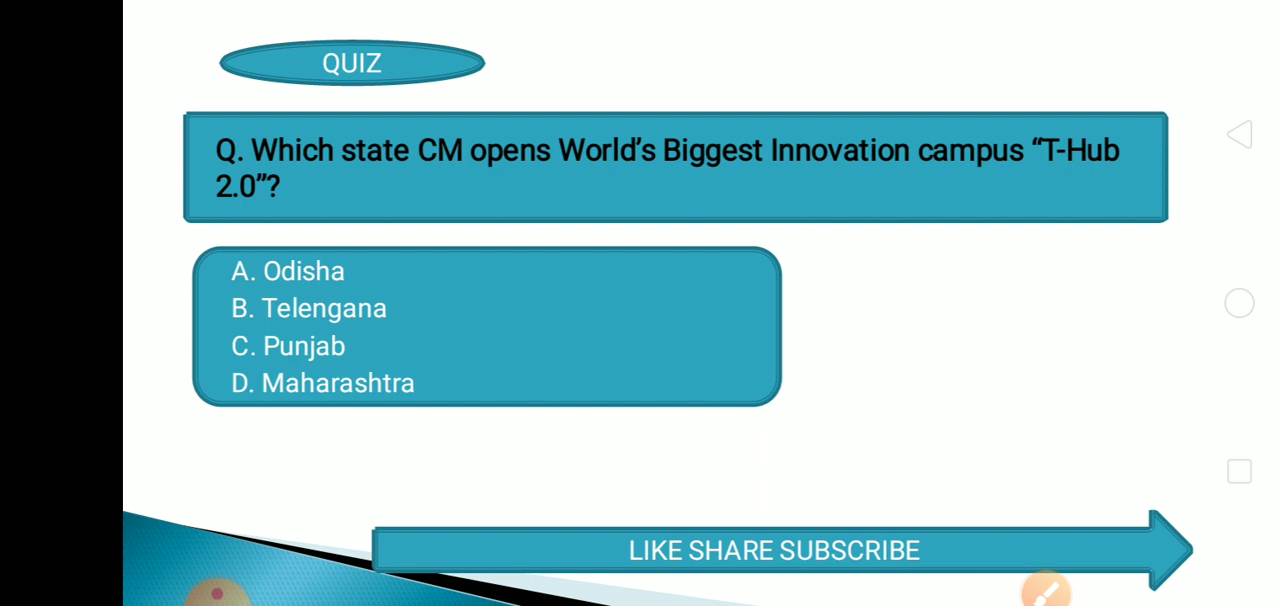 QUIZ
Q. Which state CM opens World’s Biggest Innovation campus “T-Hub
2.0”?
A. Odisha
B. Telengana
C. Punjab
D. Maharashtra
LIKE SHARE SUBSCRIBE